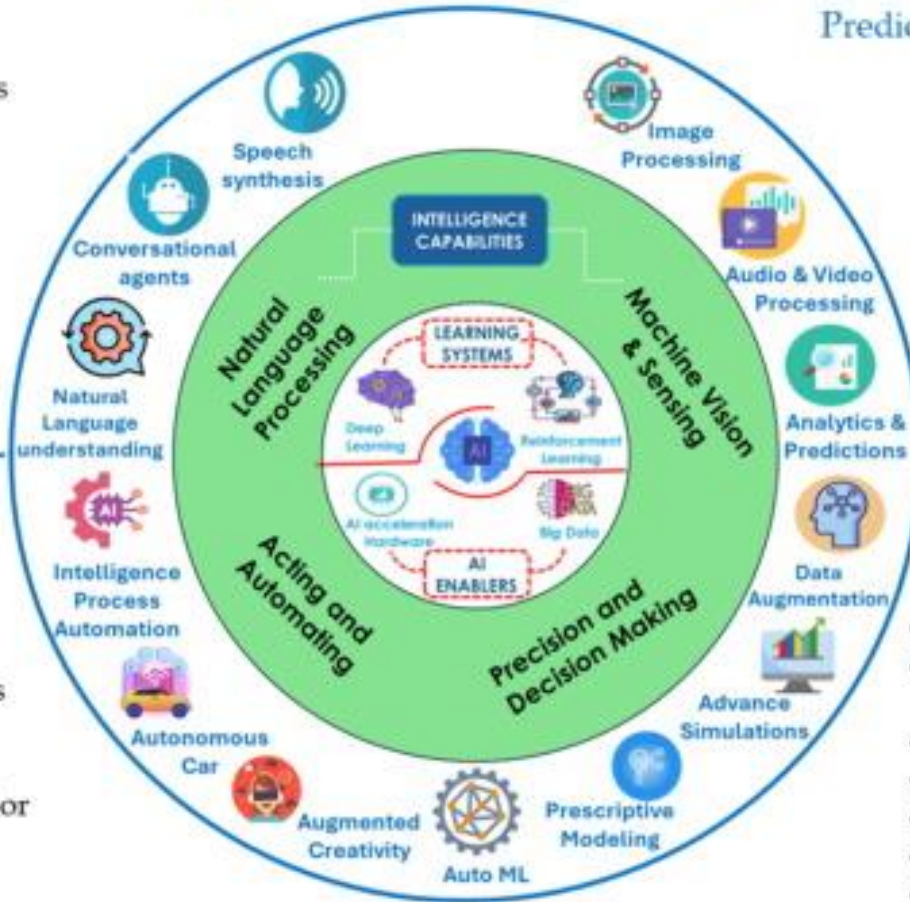 Predic
s
Speech
synthesis
Image
Processing
Conversational
agents
INTELLIGENCE
CAPABILITIES
Audio & Video
Processing
Natural
Language
Processing
Machine Vision
& Sensing
LEARNING
SYSTEMS
Natural
Language
understanding
Deep
Learning
AI
Reinforcement
Learning
Analytics &
Predictions
AI acceleration
Hardware
BIG
DATA
Big Data
AI
ENABLERS
AI
Intelligence
Process
Automation
Data
Augmentation
Acting and
Automating
Precision and
Decision Making
s
Autonomous
Car
Advance
Simulations
or
Augmented
Creativity
Auto ML
Prescriptive
Modeling